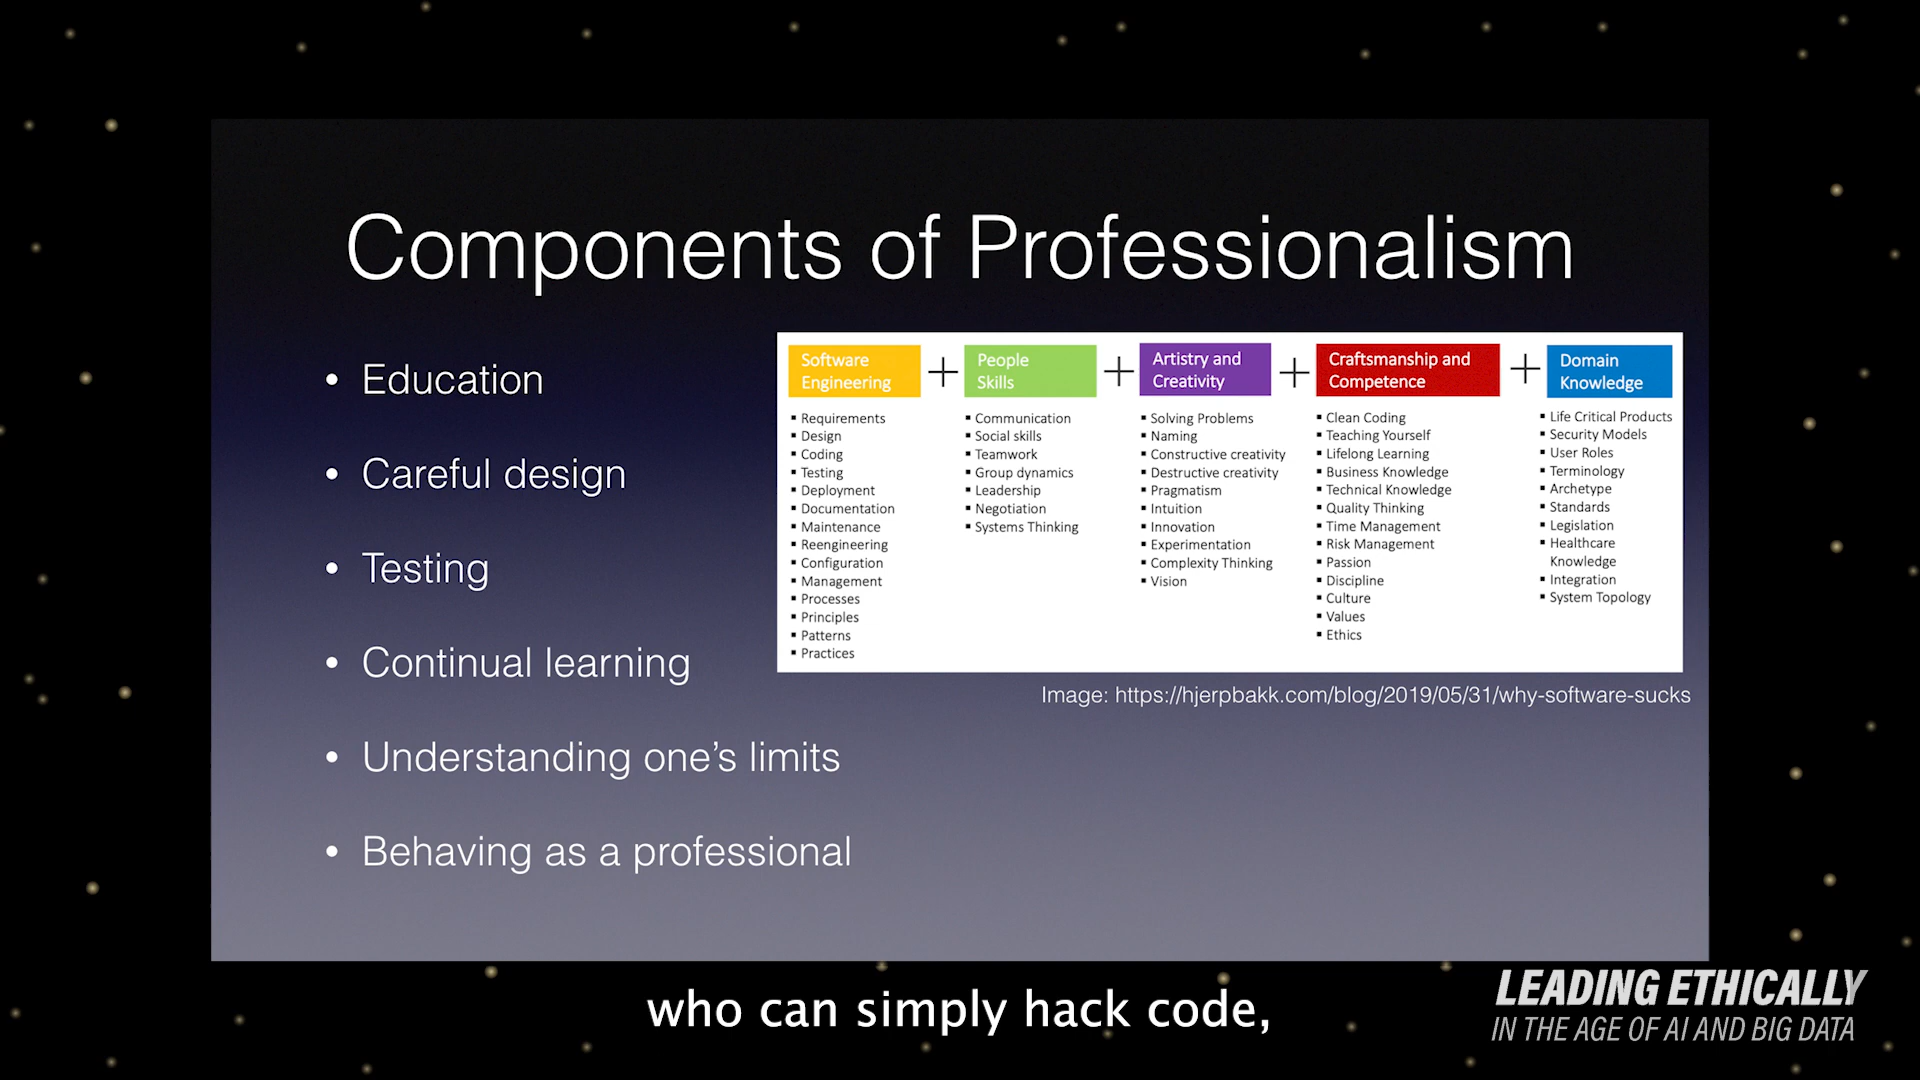 Components of Professionalism
• Education
• Careful design
• Testing
• Continual learning
• Understanding one's limits
• Behaving as a professional
Software
Engineering
▪ Requirements
▪ Design
▪ Coding
▪ Testing
▪ Deployment
▪ Documentation
▪ Maintenance
▪ Reengineering
▪ Configuration
▪ Management
▪ Processes
▪ Principles
▪ Patterns
▪ Practices
+
People
Skills
▪ Communication
▪ Social skills
▪ Teamwork
▪ Group dynamics
▪ Leadership
▪ Negotiation
▪ Systems Thinking
+
Artistry and
Creativity
▪ Solving Problems
▪ Naming
▪ Constructive creativity
▪ Destructive creativity
▪ Pragmatism
▪ Intuition
▪ Innovation
▪ Experimentation
▪ Complexity Thinking
▪ Vision
+
Craftsmanship and
Competence
▪ Clean Coding
▪ Teaching Yourself
▪ Lifelong Learning
▪ Business Knowledge
▪ Technical Knowledge
▪ Quality Thinking
▪ Time Management
▪ Risk Management
▪ Passion
▪ Discipline
▪ Culture
▪ Values
▪ Ethics
+
Domain
Knowledge
▪ Life Critical Products
▪ Security Models
▪ User Roles
▪ Terminology
▪ Archetype
▪ Standards
▪ Legislation
▪ Healthcare
Knowledge
▪ Integration
▪ System Topology
Image: https://hjerpbakk.com/blog/2019/05/31/why-software-sucks
who can simply hack code,
LEADING ETHICALLY
IN THE AGE OF AI AND BIG DATA